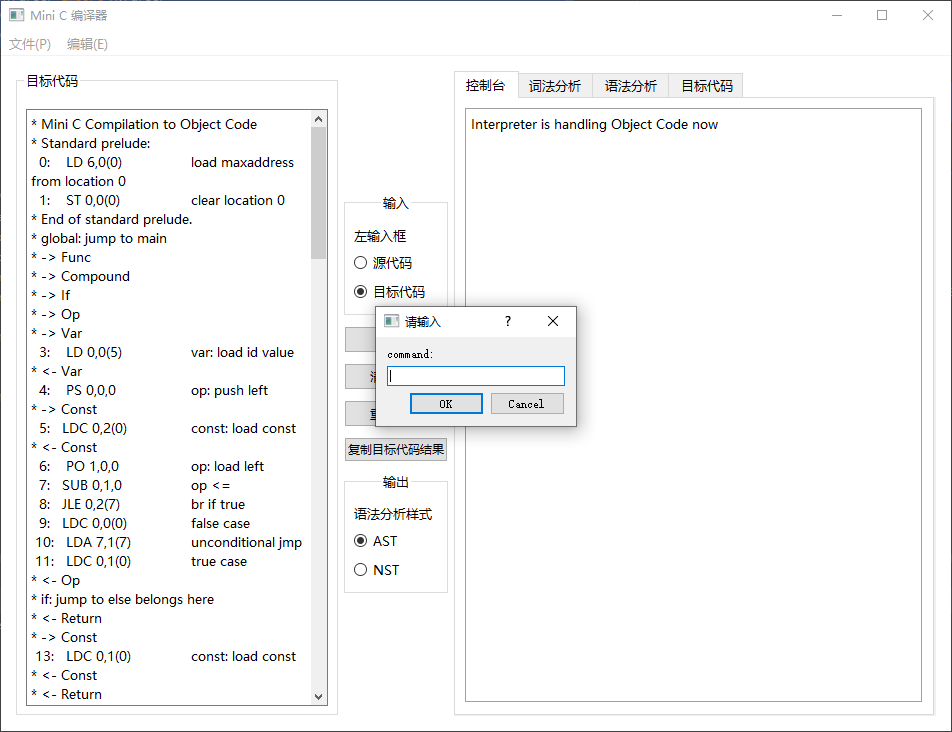 Mini C 编译器
文件(P) 编辑(E)
目标代码
* Mini C Compilation to Object Code
* Standard prelude:
0: LD 6,0(0) load maxaddress
from location 0
1: ST 0,0(0) clear location 0
* End of standard prelude.
* global: jump to main
* -> Func
* -> Compound
* -> If
* -> Op
* -> Var
3: LD 0,0(5) var: load id value
* <- Var
4: PS 0,0,0 op: push left
* -> Const
5: LDC 0,2(0) const: load const
* <- Const
6: PO 1,0,0 op: load left
7: SUB 0,1,0 op <=
8: JLE 0,2(7) br if true
9: LDC 0,0(0) false case
10: LDA 7,1(7) unconditional jmp
11: LDC 0,1(0) true case
* <- Op
* if: jump to else belongs here
* <- Return
* -> Const
13: LDC 0,1(0) const: load const
* <- Const
* <- Return
输入
左输入框
源代码
目标代码
复制目标代码结果
输出
语法分析样式
AST
NST
请输入
?
command:
OK Cancel
控制台 词法分析 语法分析 目标代码
Interpreter is handling Object Code now